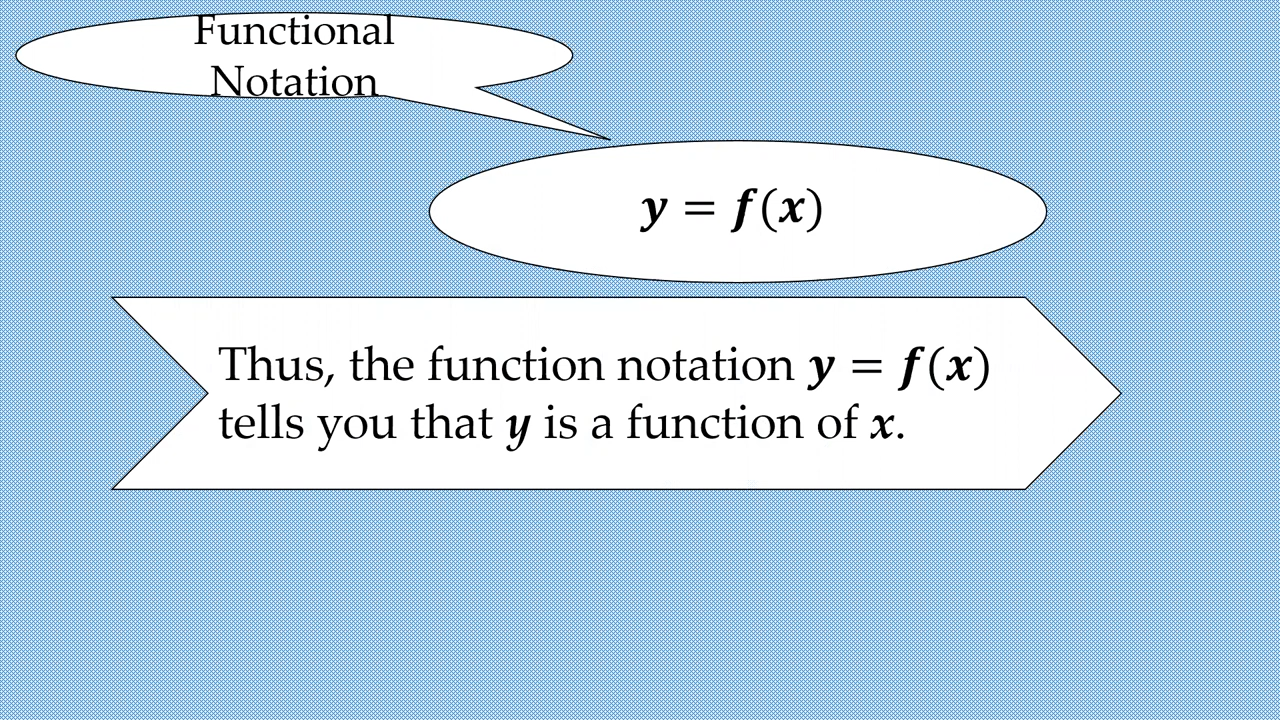 Functional
Notation
y = f(x)
Thus, the function notation y = f(x)
tells you that y is a function of x.